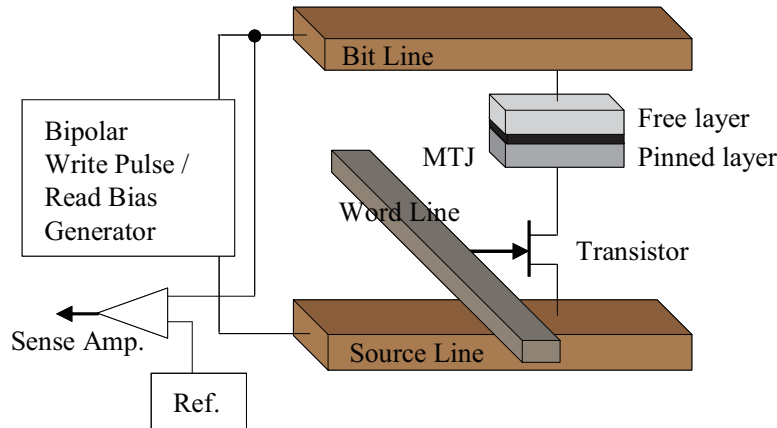 Bit Line
Bipolar
Write Pulse /
Read Bias
Generator
Free layer
MTJ
Pinned layer
Word Line
Transistor
Sense Amp.
Source Line
Ref.